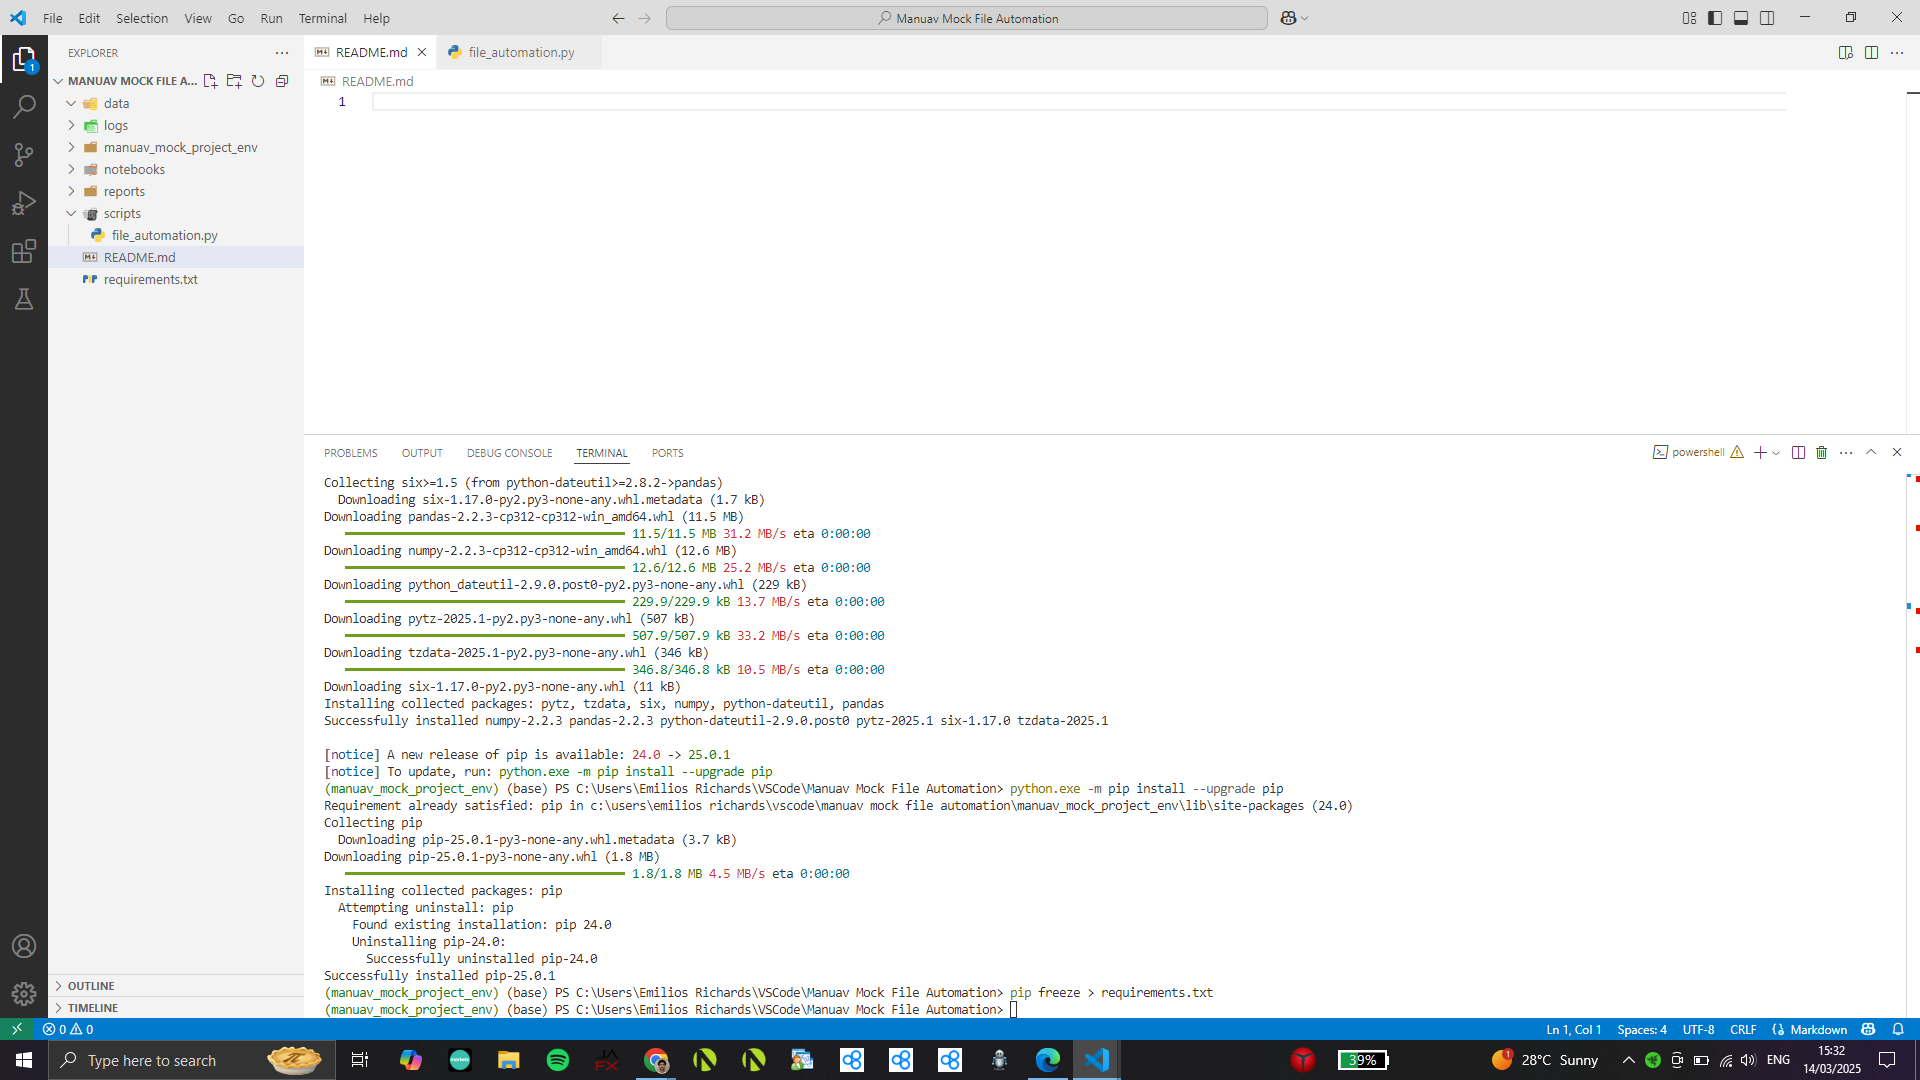 File Edit Selection View Go Run Terminal Help
Manuav Mock File Automation
EXPLORER
MANUAV MOCK FILE A...
data
logs
manuav_mock_project_env
notebooks
reports
scripts
file_automation.py
README.md
requirements.txt
OUTLINE
TIMELINE
1
README.md file_automation.py
README.md
1
PROBLEMS OUTPUT DEBUG CONSOLE TERMINAL PORTS
powershell
Collecting six>=1.5 (from python-dateutil>=2.8.2->pandas)
Downloading six-1.17.0-py2.py3-none-any.whl.metadata (1.7 kB)
Downloading pandas-2.2.3-cp312-cp312-win_amd64.whl (11.5 MB)
11.5/11.5 MB 31.2 MB/s eta 0:00:00
Downloading numpy-2.2.3-cp312-cp312-win_amd64.whl (12.6 MB)
12.6/12.6 MB 25.2 MB/s eta 0:00:00
Downloading python_dateutil-2.9.0.post0-py2.py3-none-any.whl (229 kB)
229.9/229.9 kB 13.7 MB/s eta 0:00:00
Downloading pytz-2025.1-py2.py3-none-any.whl (507 kB)
507.9/507.9 kB 33.2 MB/s eta 0:00:00
Downloading tzdata-2025.1-py2.py3-none-any.whl (346 kB)
346.8/346.8 kB 10.5 MB/s eta 0:00:00
Downloading six-1.17.0-py2.py3-none-any.whl (11 kB)
Installing collected packages: pytz, tzdata, six, numpy, python-dateutil, pandas
Successfully installed numpy-2.2.3 pandas-2.2.3 python-dateutil-2.9.0.post0 pytz-2025.1 six-1.17.0 tzdata-2025.1
[notice] A new release of pip is available: 24.0 -> 25.0.1
[notice] To update, run: python.exe -m pip install --upgrade pip
(manuav_mock_project_env) (base) PS C:\Users\Emilios Richards\VSCode\Manuav Mock File Automation> python.exe -m pip install --upgrade pip
Requirement already satisfied: pip in c:\users\emilios richards\vscode\manuav mock file automation\manuav_mock_project_env\lib\site-packages (24.0)
Collecting pip
Downloading pip-25.0.1-py3-none-any.whl.metadata (3.7 kB)
Downloading pip-25.0.1-py3-none-any.whl (1.8 MB)
1.8/1.8 MB 4.5 MB/s eta 0:00:00
Installing collected packages: pip
Attempting uninstall: pip
Found existing installation: pip 24.0
Uninstalling pip-24.0:
Successfully uninstalled pip-24.0
Successfully installed pip-25.0.1
(manuav_mock_project_env) (base) PS C:\Users\Emilios Richards\VSCode\Manuav Mock File Automation> pip freeze > requirements.txt
(manuav_mock_project_env) (base) PS C:\Users\Emilios Richards\VSCode\Manuav Mock File Automation>
0 0
Ln 1, Col 1 Spaces: 4 UTF-8 CRLF Markdown
Type here to search
39%
1
28°C Sunny
ENG
15:32
14/03/2025